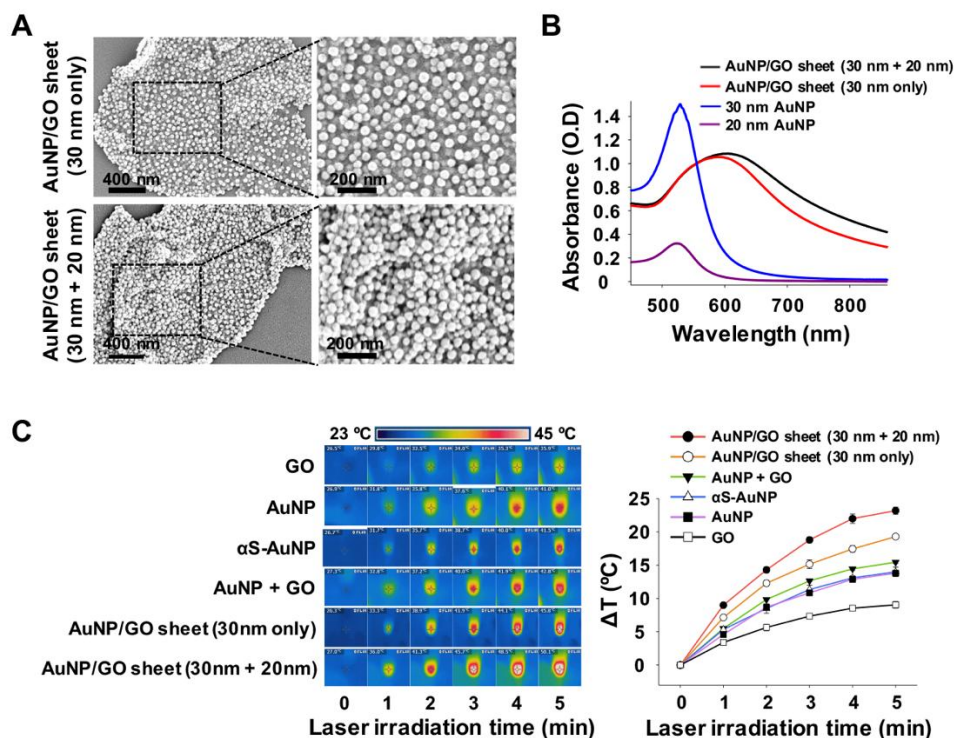 A
AuNP/GO sheet
(30 nm only)
400 nm
200 nm
AuNP/GO sheet
(30 nm + 20 nm)
400 nm
200 nm
B
AuNP/GO sheet (30 nm + 20 nm)
AuNP/GO sheet (30 nm only)
30 nm AuNP
20 nm AuNP
Absorbance (O.D)
1.6
1.4
1.2
1.0
0.8
0.6
0.4
0.2
0
500 600 700 800
Wavelength (nm)
C
23 ºC 45 ºC
GO
AuNP
αS-AuNP
AuNP + GO
AuNP/GO sheet (30nm only)
AuNP/GO sheet (30nm + 20nm)
0 1 2 3 4 5
Laser irradiation time (min)
AuNP/GO sheet (30 nm + 20 nm)
AuNP/GO sheet (30 nm only)
AuNP + GO
αS-AuNP
AuNP
GO
ΔT (ºC)
25
20
15
10
5
0
0 1 2 3 4 5
Laser irradiation time (min)